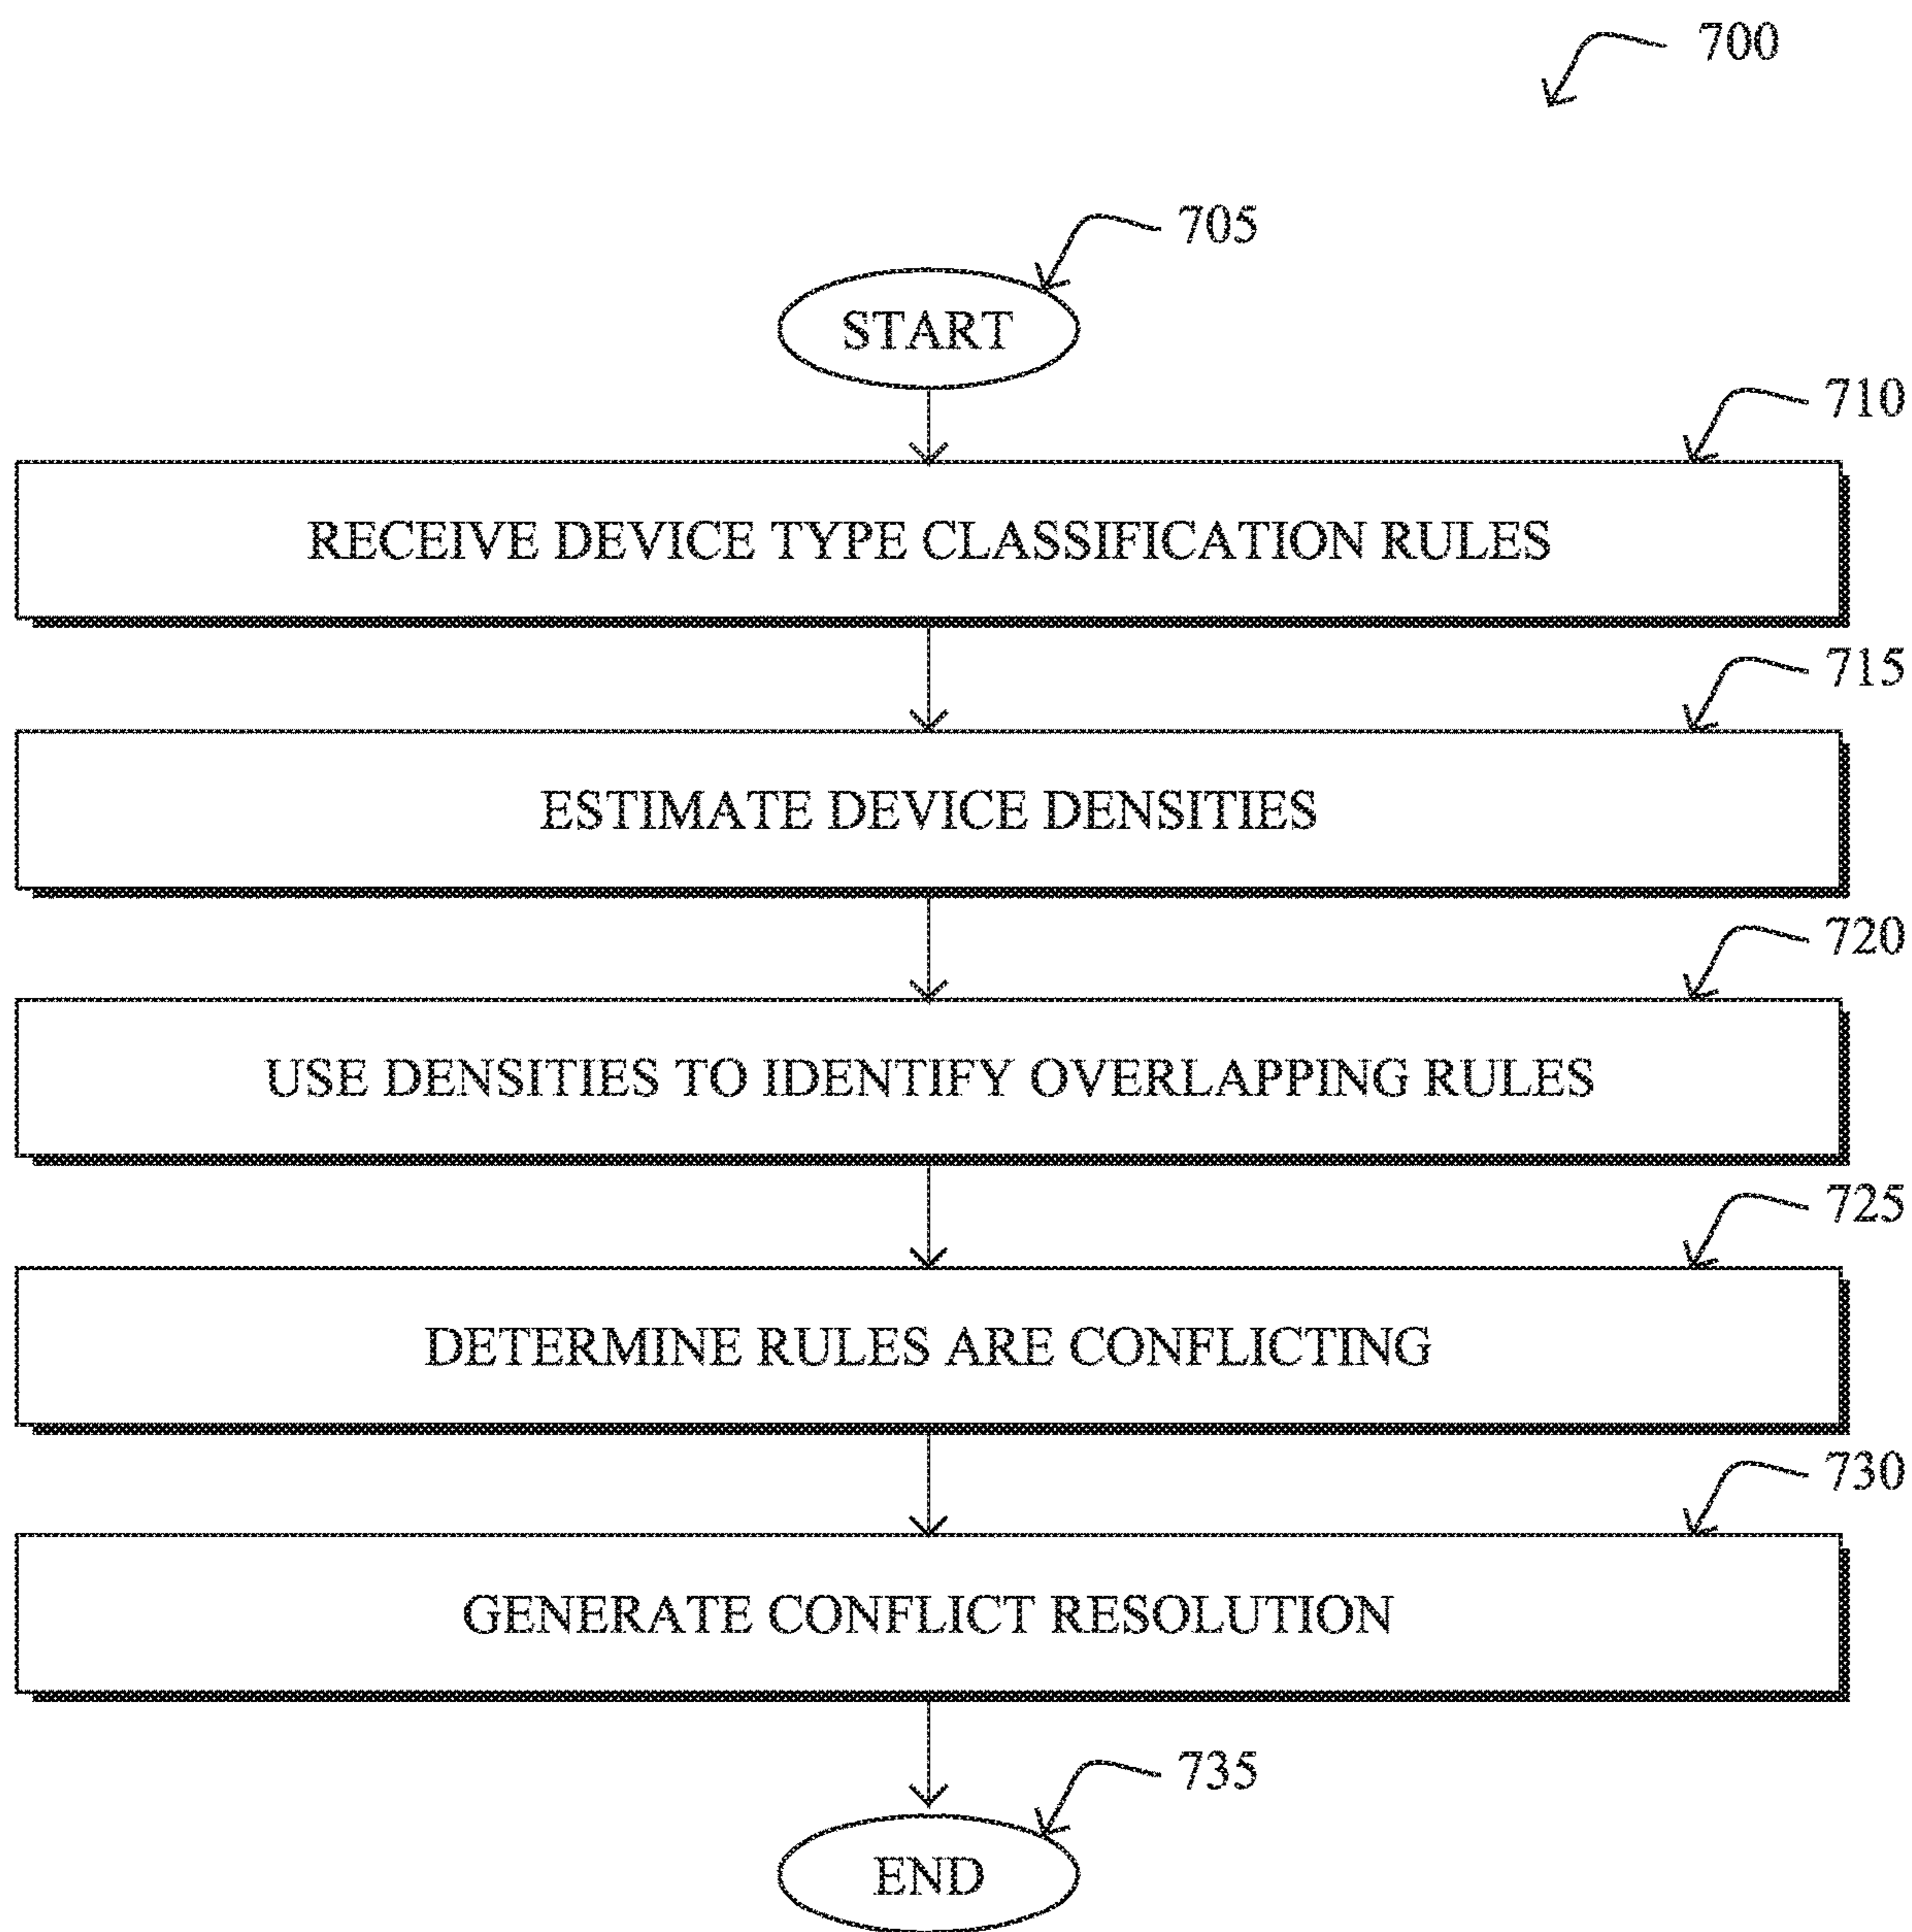 700
705
START
710
RECEIVE DEVICE TYPE CLASSIFICATION RULES
715
ESTIMATE DEVICE DENSITIES
720
USE DENSITIES TO IDENTIFY OVERLAPPING RULES
725
DETERMINE RULES ARE CONFLICTING
730
GENERATE CONFLICT RESOLUTION
735
END